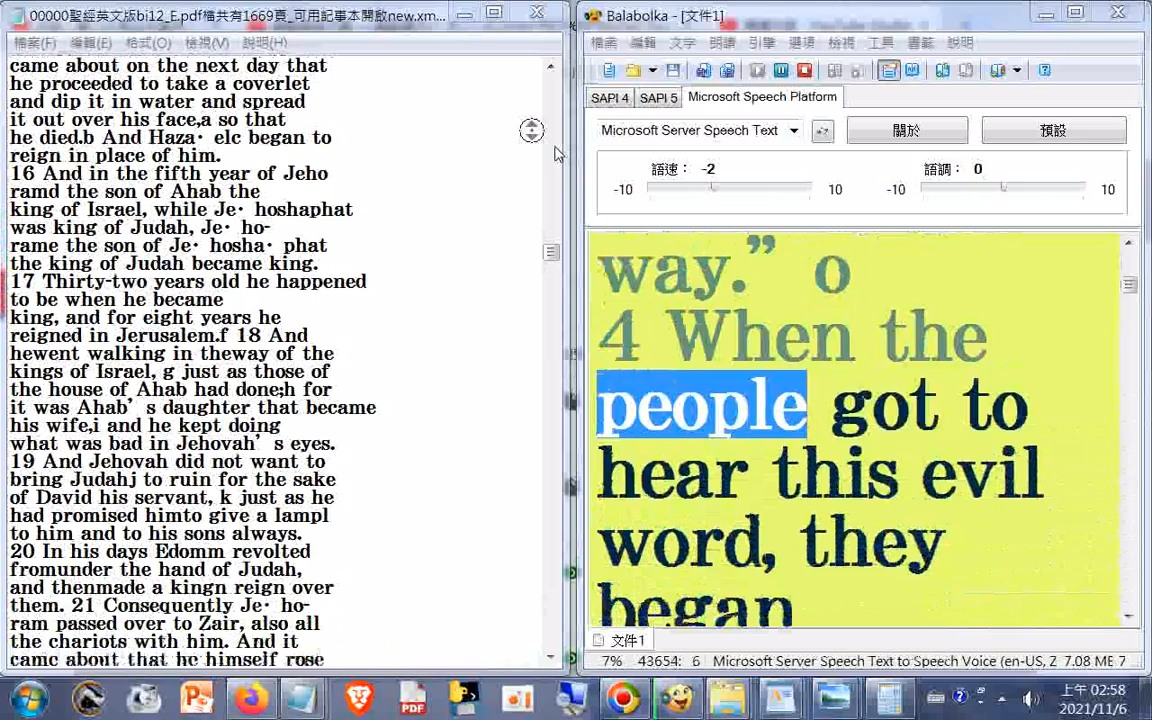 00000聖經英文版bi12_E.pdf檔共有1669頁_可用記事本開啟new.xm...
檔案(F) 編輯(E) 格式(O) 檢視(V) 說明(H)
came about on the next day that
he proceeded to take a coverlet
and dip it in water and spread
it out over his face,a so that
he died.b And Haza· elc began to
reign in place of him.
16 And in the fifth year of Jeho
ramd the son of Ahab the
king of Israel, while Je· hoshaphat
was king of Judah, Je· ho-
rame the son of Je· hosha· phat
the king of Judah became king.
17 Thirty-two years old he happened
to be when he became
king, and for eight years he
reigned in Jerusalem.f 18 And
hewent walking in theway of the
kings of Israel, g just as those of
the house of Ahab had done;h for
it was Ahab’s daughter that became
his wife,i and he kept doing
what was bad in Jehovah’s eyes.
19 And Jehovah did not want to
bring Judahj to ruin for the sake
of David his servant, k just as he
had promised himto give a lampl
to him and to his sons always.
20 In his days Edomm revolted
fromunder the hand of Judah,
and thenmade a kingn reign over
them. 21 Consequently Je· ho-
ram passed over to Zair, also all
the chariots with him. And it
came about that he himself rose
Balabolka - [文件1]
檔案 編輯 文字 朗讀 引擎 選項 檢視 工具 書籤 說明
SAPI 4 SAPI 5 Microsoft Speech Platform
Microsoft Server Speech Text 關於 預設
語速： -2 語調： 0
-10 10 -10 10
way.” o
4 When the
people got to
hear this evil
word, they
began
文件1
7% 43654: 6 Microsoft Server Speech Text to Speech Voice (en-US, Z 7.08 ME 7
PDF
上午 02:58
2021/11/6